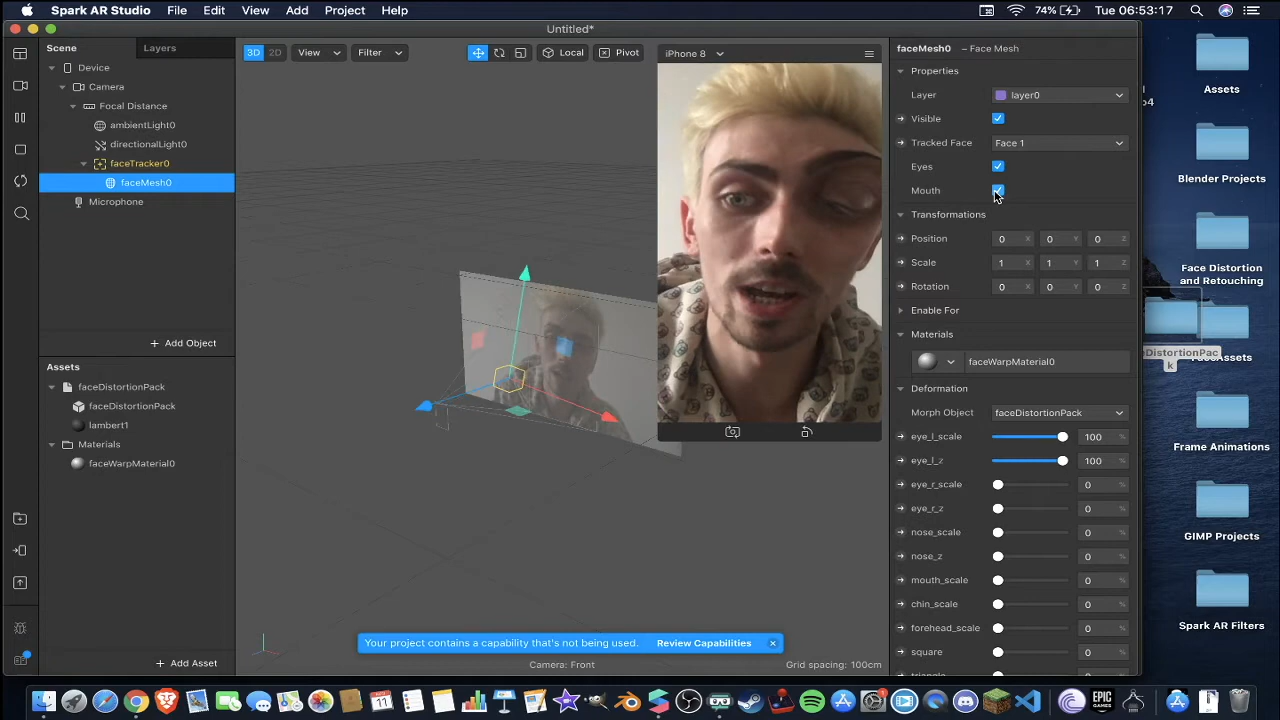 Spark AR Studio File Edit View Add Project Help 74% Tue 06:53:17
Untitled*
Scene Layers
Device
Camera
Focal Distance
ambientLight0
directionalLight0
faceTracker0
faceMesh0
Microphone
Add Object
Assets
faceDistortionPack
faceDistortionPack
lambert1
Materials
faceWarpMaterial0
Add Asset
3D 2D View Filter Local Pivot
iPhone 8
Your project contains a capability that's not being used. Review Capabilities
Camera: Front Grid spacing: 100cm
faceMesh0 – Face Mesh
Properties
Layer layer0
Visible
Tracked Face Face 1
Eyes
Mouth
Transformations
Position 0 X 0 Y 0 Z
Scale 1 X 1 Y 1 Z
Rotation 0 X 0 Y 0 Z
Enable For
Materials
faceWarpMaterial0
Deformation
Morph Object faceDistortionPack
eye_l_scale 100 %
eye_l_z 100 %
eye_r_scale 0 %
eye_r_z 0 %
nose_scale 0 %
nose_z 0 %
mouth_scale 0 %
chin_scale 0 %
forehead_scale 0 %
square 0 %
Assets
Blender Projects
Face Distortion
and Retouching
Frame Animations
GIMP Projects
Spark AR Filters
EPIC
GAMES